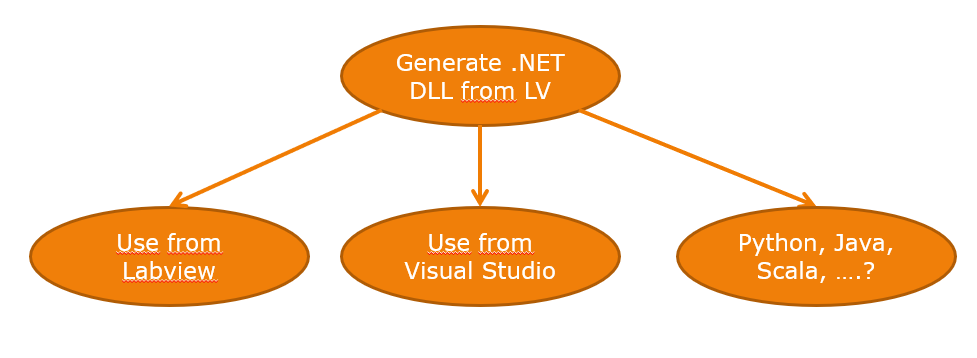 Generate .NET
DLL from LV
Use from
Labview
Use from
Visual Studio
Python, Java,
Scala, ....?